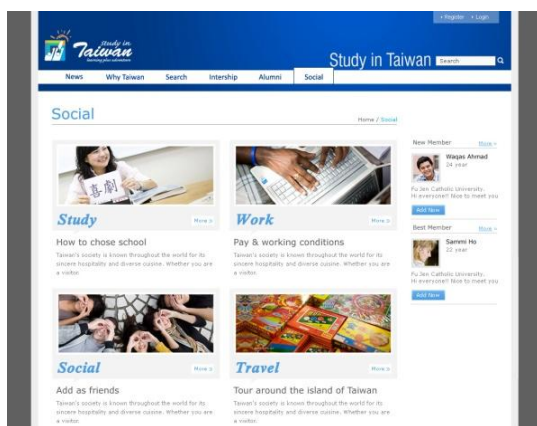 Register Login
study in
Taiwan
learning plus adventure
Study in Taiwan
Search
News Why Taiwan Search Intership Alumni Social
Social
Home / Social
喜劇
Study
More »
How to chose school
Taiwan's society is known throughout the world for its
sincere hospitality and diverse cuisine. Whether you are
a visitor.
Work
More »
Pay & working conditions
Taiwan's society is known throughout the world for its
sincere hospitality and diverse cuisine. Whether you are
a visitor.
Social
More »
Add as friends
Taiwan's society is known throughout the world for its
sincere hospitality and diverse cuisine. Whether you are
a visitor.
Travel
More »
Tour around the island of Taiwan
Taiwan's society is known throughout the world for its
sincere hospitality and diverse cuisine. Whether you are
a visitor.
New Member More »
Waqas Ahmad
24 year
Fu Jen Catholic University.
Hi everyone!! Nice to meet you
Add Now
Best Member More »
Sammi Ho
22 year
Fu Jen Catholic University.
Hi everyone!! Nice to meet you
Add Now